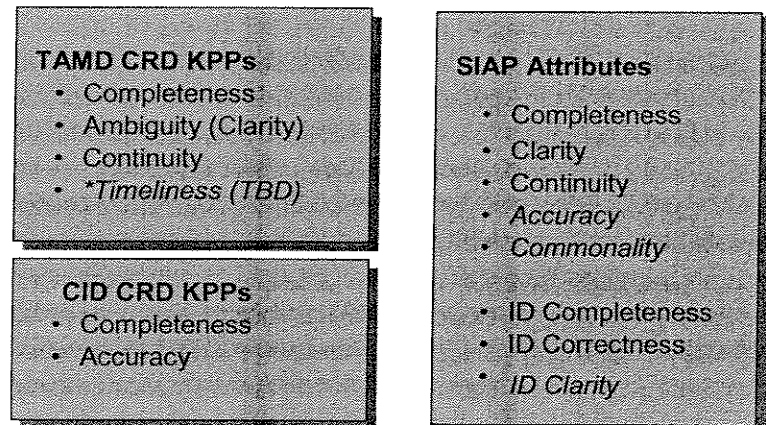 TAMD CRD KPPs
• Completeness
• Ambiguity (Clarity)
• Continuity
• *Timeliness (TBD)
CID CRD KPPs
• Completeness
• Accuracy
SIAP Attributes
• Completeness
• Clarity
• Continuity
• Accuracy
• Commonality
• ID Completeness
• ID Correctness
• ID Clarity